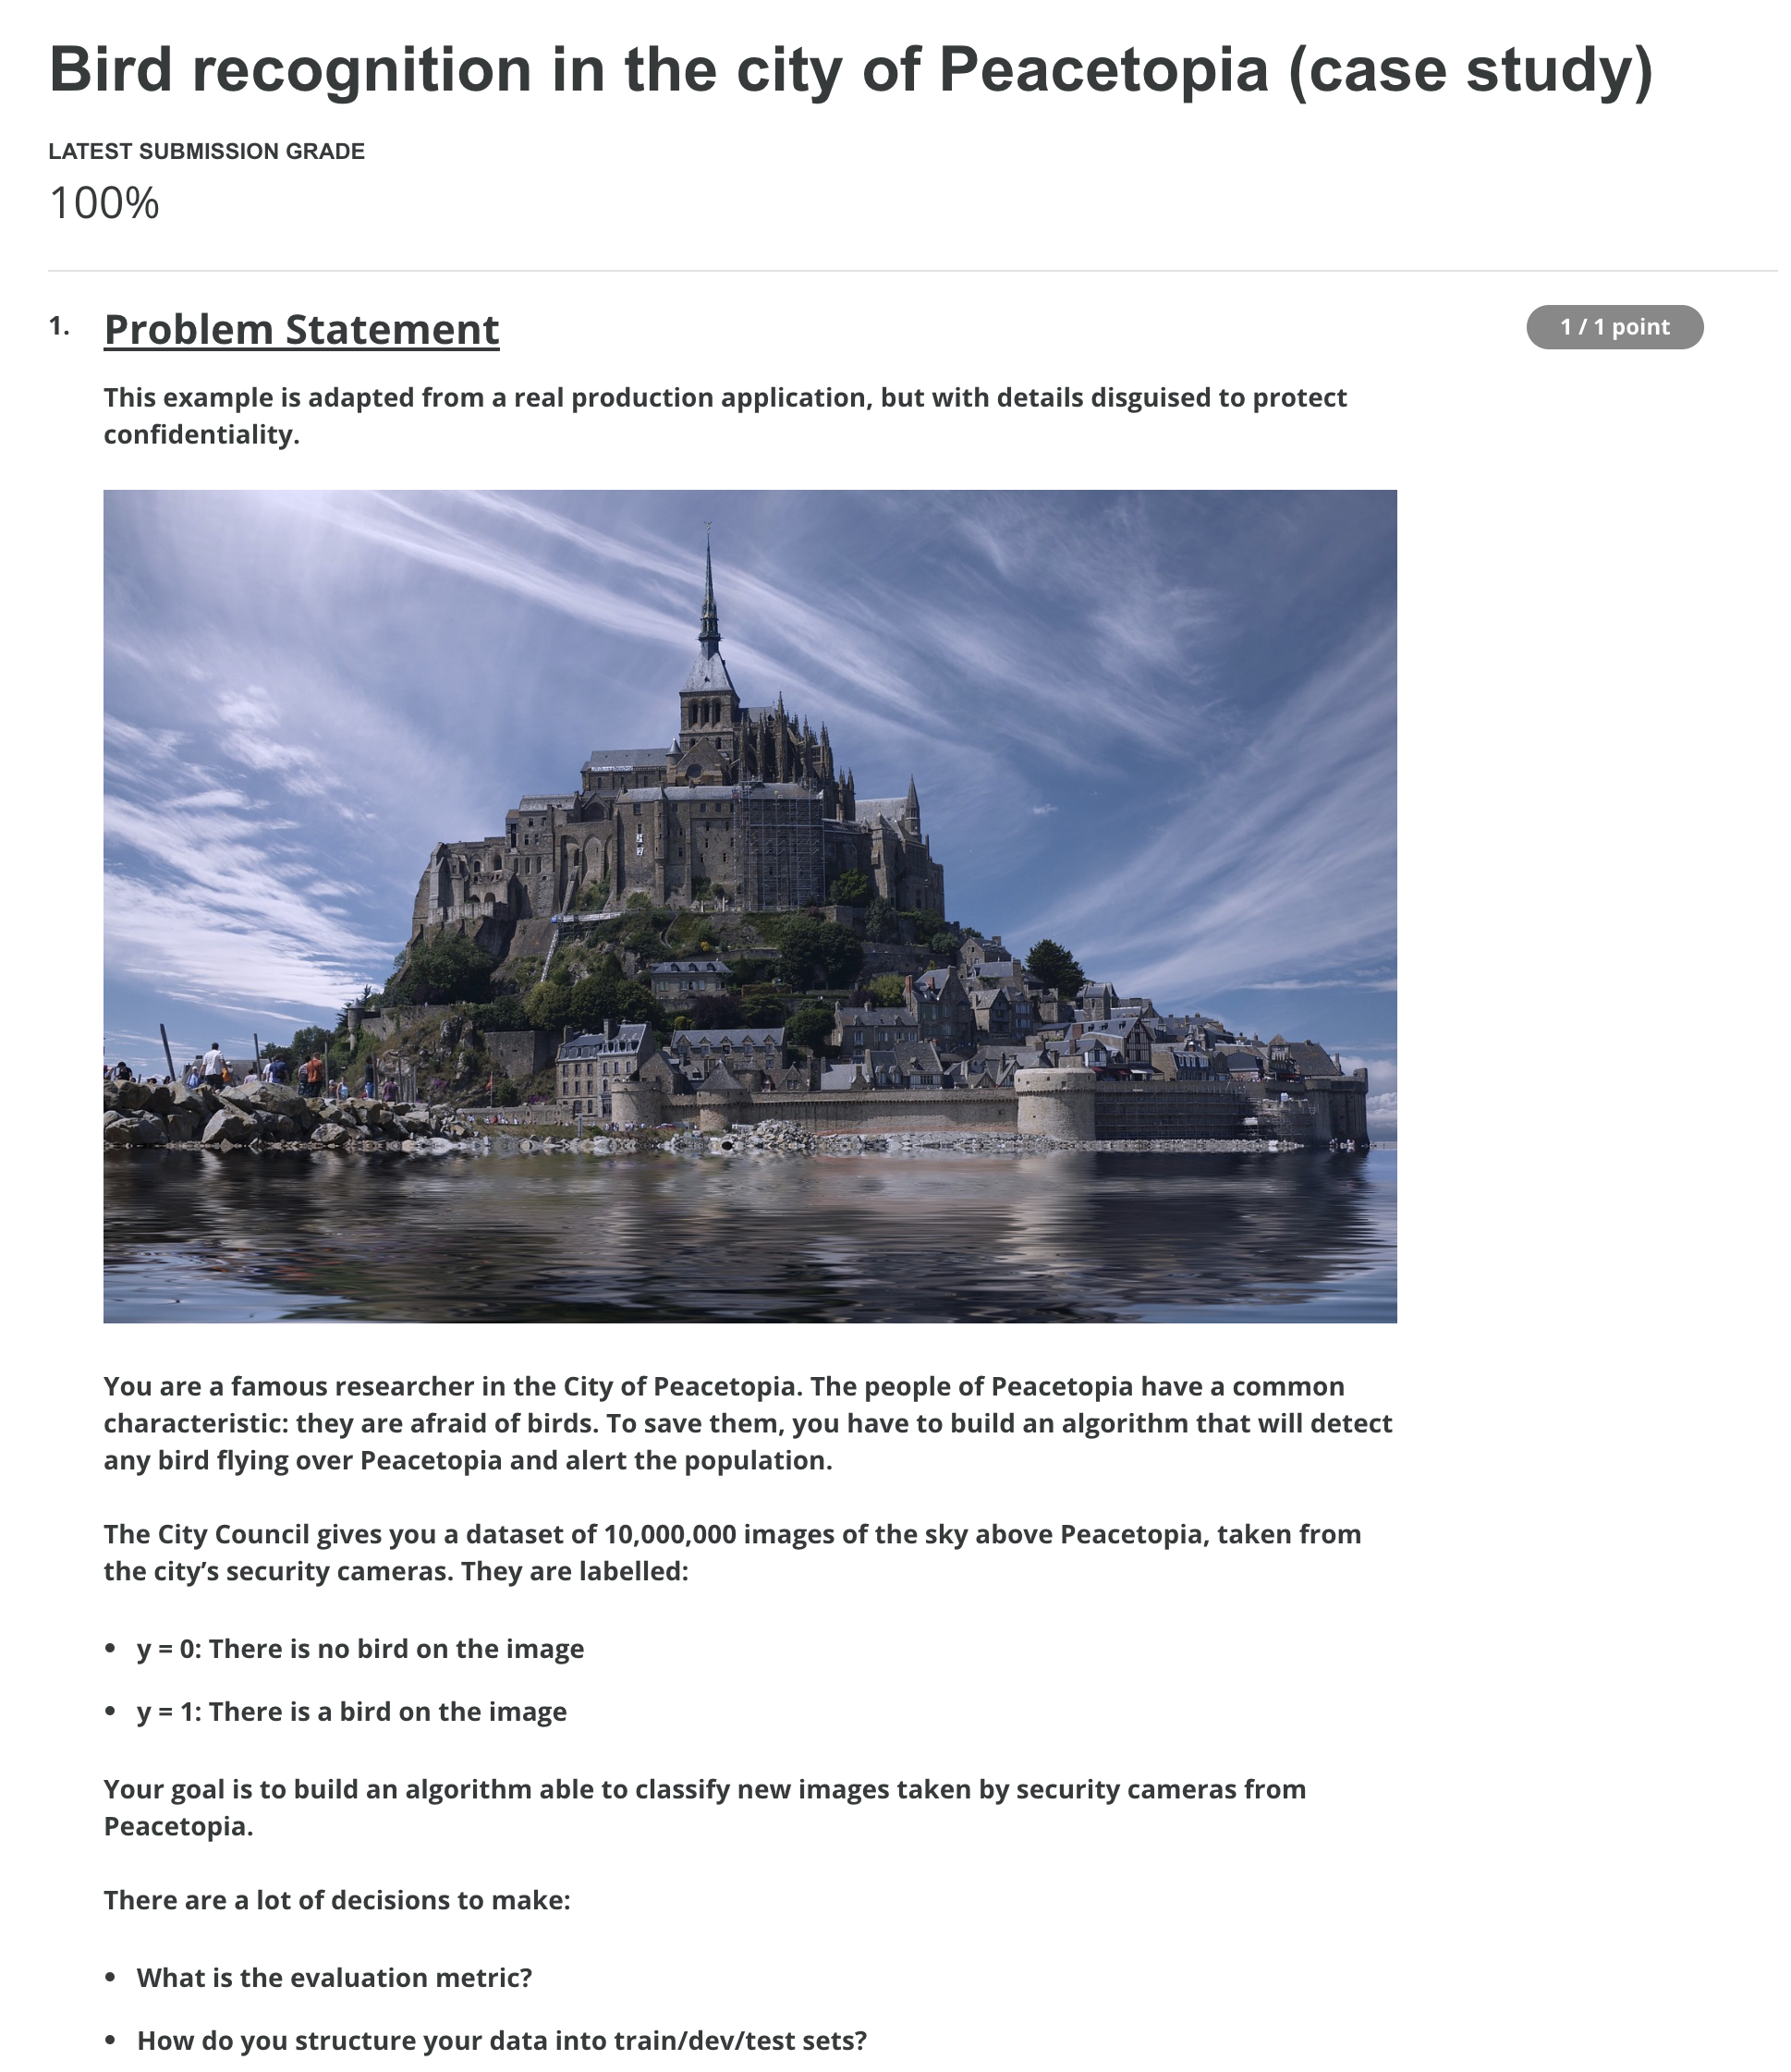 Bird recognition in the city of Peacetopia (case study)
LATEST SUBMISSION GRADE
100%
1. Problem Statement
1 / 1 point
This example is adapted from a real production application, but with details disguised to protect
confidentiality.
You are a famous researcher in the City of Peacetopia. The people of Peacetopia have a common
characteristic: they are afraid of birds. To save them, you have to build an algorithm that will detect
any bird flying over Peacetopia and alert the population.
The City Council gives you a dataset of 10,000,000 images of the sky above Peacetopia, taken from
the city’s security cameras. They are labelled:
• y = 0: There is no bird on the image
• y = 1: There is a bird on the image
Your goal is to build an algorithm able to classify new images taken by security cameras from
Peacetopia.
There are a lot of decisions to make:
• What is the evaluation metric?
• How do you structure your data into train/dev/test sets?